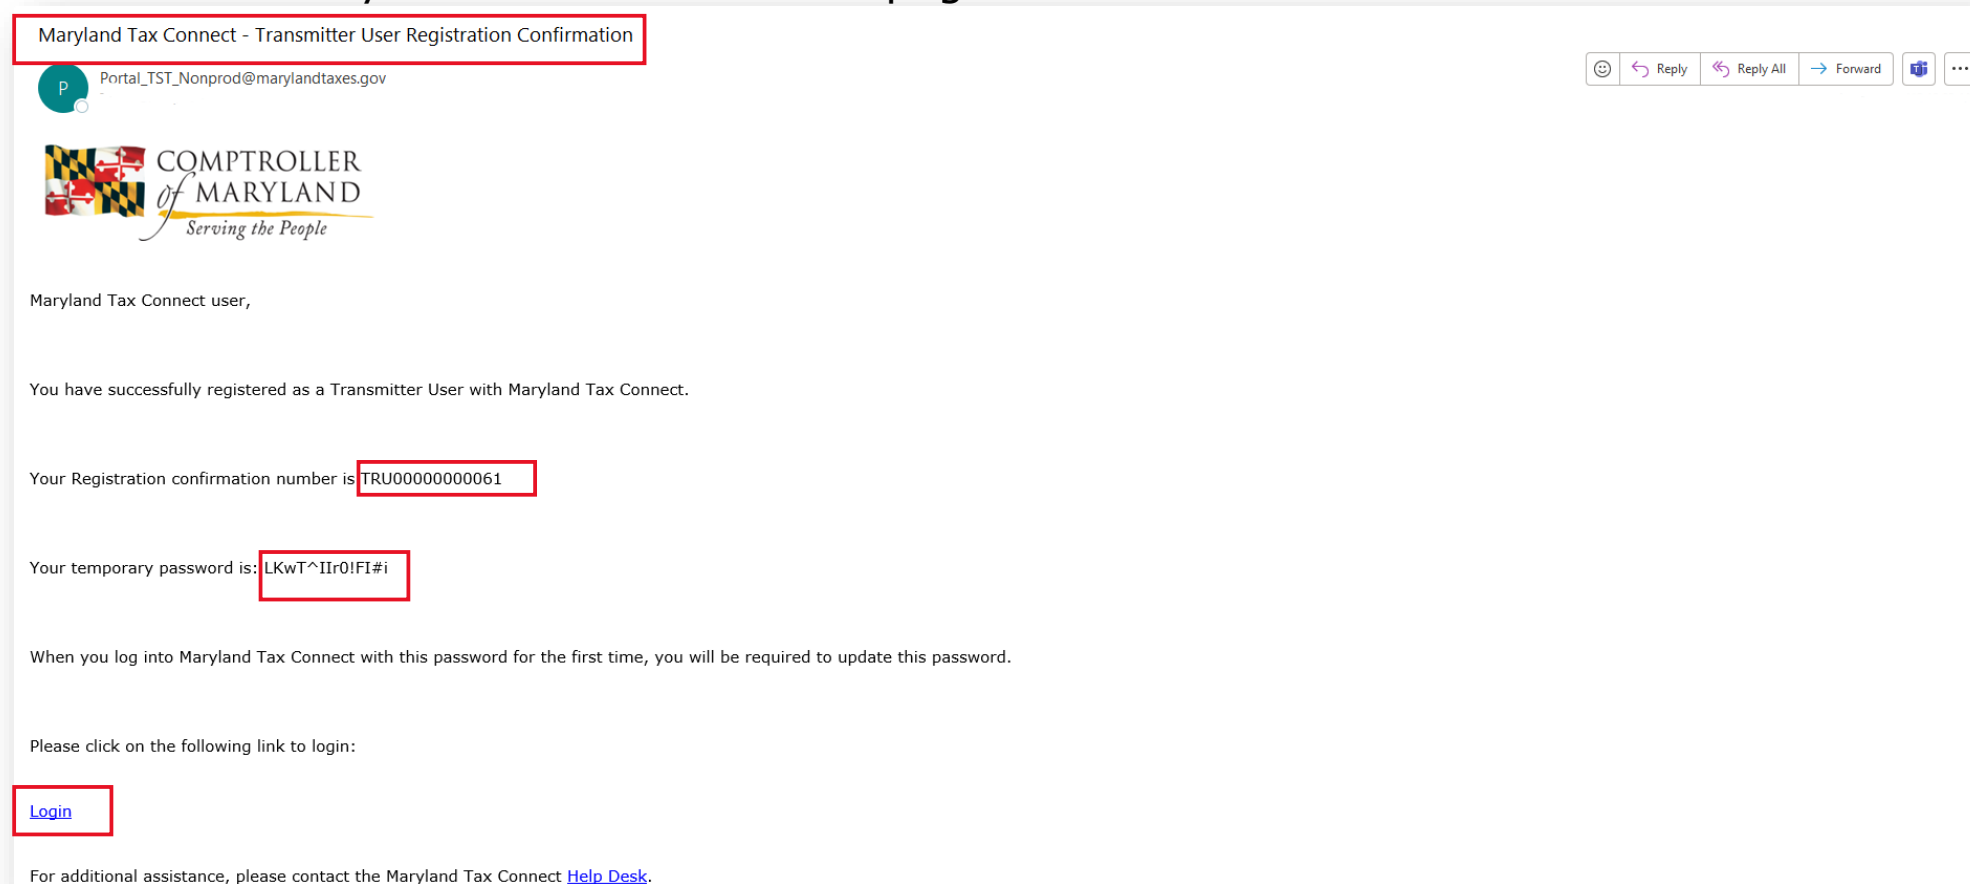 Maryland Tax Connect - Transmitter User Registration Confirmation
P
Portal_TST_Nonprod@marylandtaxes.gov
Reply
Reply All
Forward
COMPTROLLER
of MARYLAND
Serving the People
Maryland Tax Connect user,
You have successfully registered as a Transmitter User with Maryland Tax Connect.
Your Registration confirmation number is TRU00000000061
Your temporary password is: LKwT^IIr0!FI#i
When you log into Maryland Tax Connect with this password for the first time, you will be required to update this password.
Please click on the following link to login:
Login
For additional assistance, please contact the Maryland Tax Connect Help Desk.